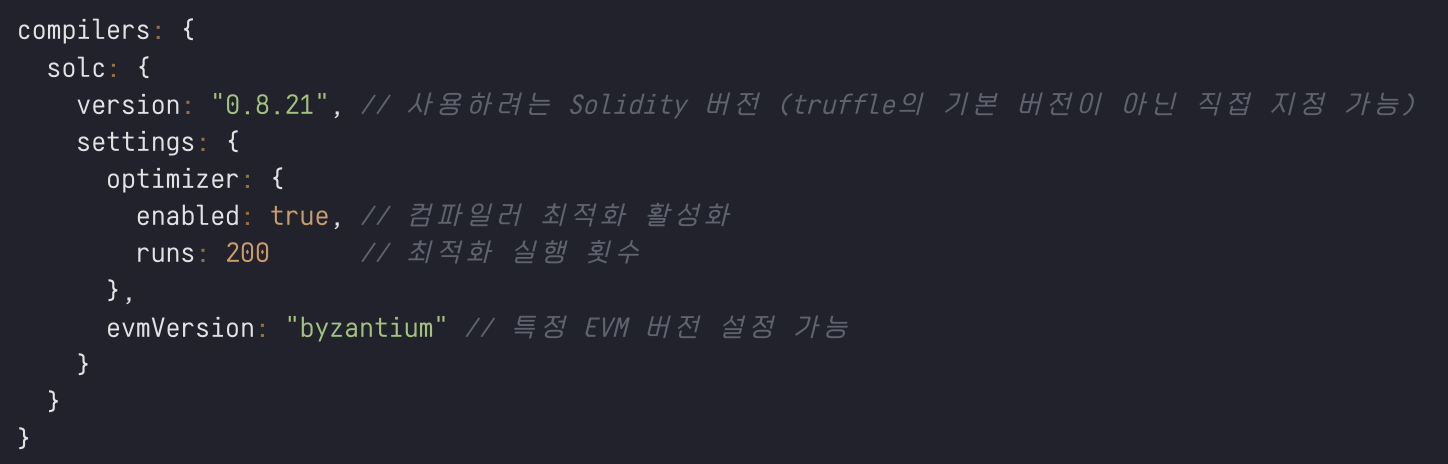 compilers: {
  solc: {
    version: "0.8.21", // 사용하려는 Solidity 버전 (truffle의 기본 버전이 아닌 직접 지정 가능)
    settings: {
      optimizer: {
        enabled: true, // 컴파일러 최적화 활성화
        runs: 200      // 최적화 실행 횟수
      },
      evmVersion: "byzantium" // 특정 EVM 버전 설정 가능
    }
  }
}